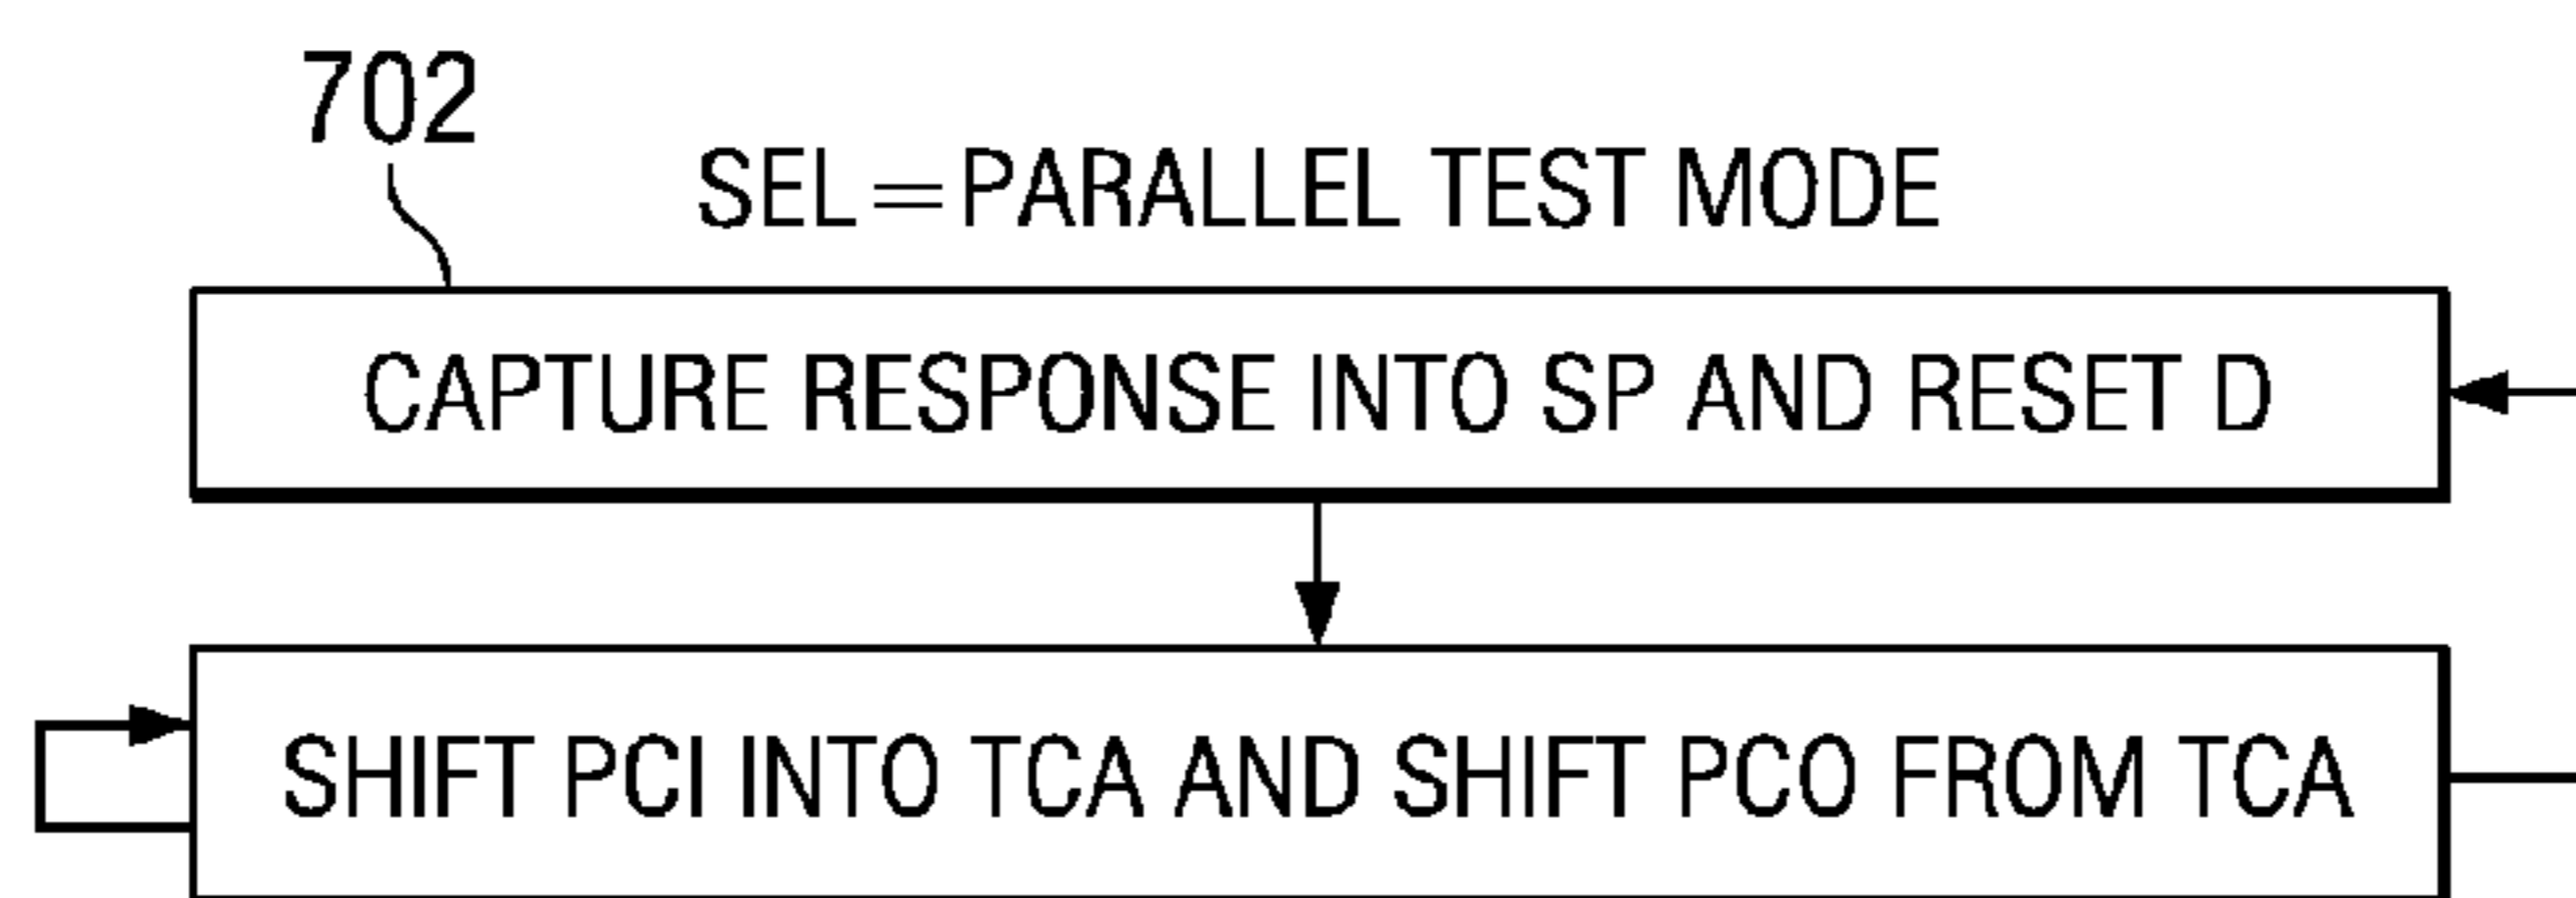 702
SEL=PARALLEL TEST MODE
CAPTURE RESPONSE INTO SP AND RESET D
SHIFT PCI INTO TCA AND SHIFT PCO FROM TCA